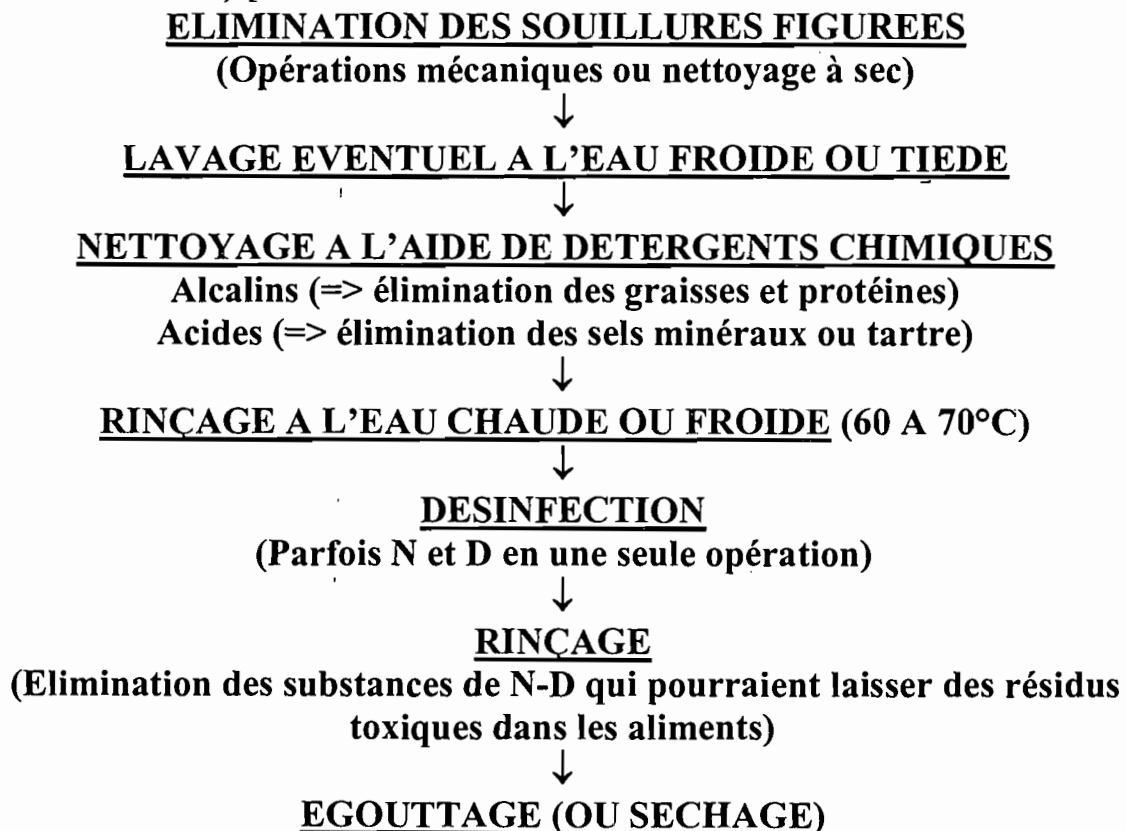 ELIMINATION DES SOUILLURES FIGUREES
(Opérations mécaniques ou nettoyage à sec)
↓
LAVAGE EVENTUEL A L'EAU FROIDE OU TIEDE
↓
NETTOYAGE A L'AIDE DE DETERGENTS CHIMIQUES
Alcalins (=> élimination des graisses et protéines)
Acides (=> élimination des sels minéraux ou tartre)
↓
RINÇAGE A L'EAU CHAUDE OU FROIDE (60 A 70°C)
↓
DESINFECTION
(Parfois N et D en une seule opération)
↓
RINÇAGE
(Elimination des substances de N-D qui pourraient laisser des résidus
toxiques dans les aliments)
↓
EGOUTTAGE (OU SECHAGE)